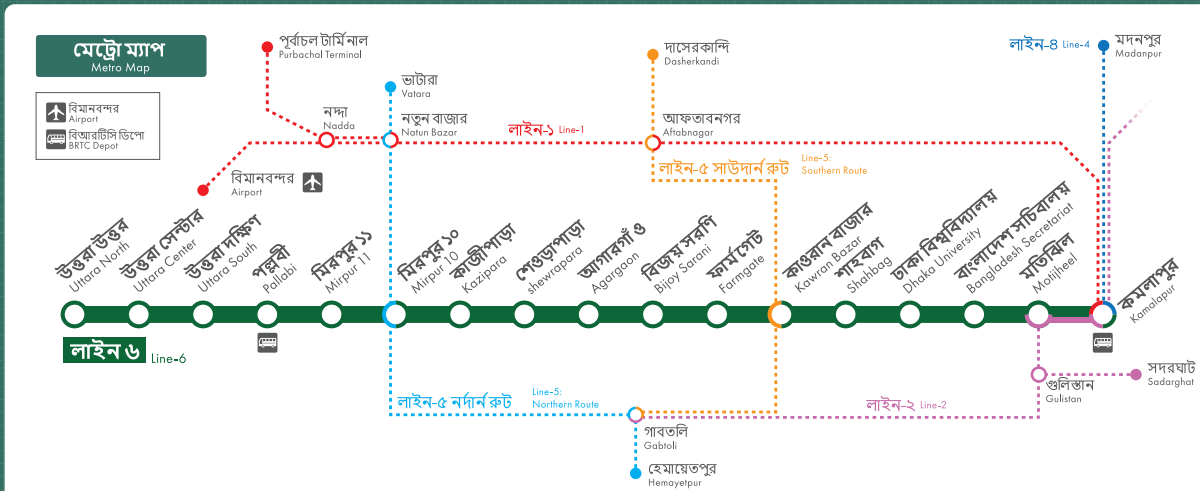 মেট্রো ম্যাপ
Metro Map
বিমানবন্দর
Airport
বিআরটিসি ডিপো
BRTC Depot
পূর্বাচল টার্মিনাল
Purbachal Terminal
নদ্দা
Nadda
ভাটারা
Vatara
নতুন বাজার
Natun Bazar
লাইন-১ Line-1
দাসেরকান্দি
Dasherkandi
আফতাবনগর
Aftabnagar
লাইন-৫ সাউদার্ন রুট
Line-5:
Southern Route
লাইন-8 Line-4
মদনপুর
Madanpur
বিমানবন্দর
Airport
উত্তরা উত্তর
Uttara North
উত্তরা সেন্টার
Uttara Center
উত্তরা দক্ষিণ
Uttara South
পল্লবী
Pallabi
মিরপুর ১১
Mirpur 11
মিরপুর ১০
Mirpur 10
কাজীপাড়া
Kazipara
শেওড়াপাড়া
shewrapara
আগারগাঁও
Agargaon
বিজয় সরণি
Bijoy Sarani
ফার্মগেট
Farmgate
কাওরান বাজার
Kawran Bazar
শাহবাগ
Shahbag
ঢাকা বিশ্ববিদ্যালয়
Dhaka University
বাংলাদেশ সচিবালয়
Bangladesh Secretariat
মতিঝিল
Motijheel
কমলাপুর
Kamalapur
লাইন ৬ Line-6
লাইন-৫ নর্দার্ন রুট
Line-5:
Northern Route
গাবতলি
Gabtoli
হেমায়েতপুর
Hemayetpur
লাইন-২ Line-2
গুলিস্তান
Gulistan
সদরঘাট
Sadarghat